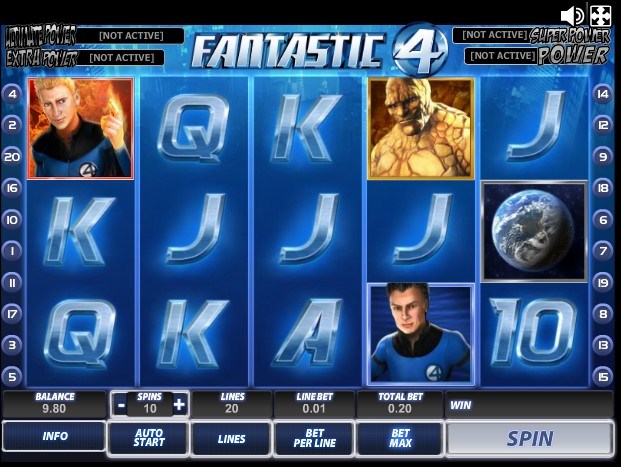 ULTIMATE POWER [NOT ACTIVE]
EXTRA POWER [NOT ACTIVE]
FANTASTIC 4
[NOT ACTIVE] SUPER POWER
[NOT ACTIVE] POWER
4 Q K J 14
2 12
20 9
16 K J J J 18
10 6
1 7
11 19
17 Q K A 10 8
3 13
5 15
BALANCE SPINS LINES LINE BET TOTAL BET WIN
9.80 - 10 + 20 0.01 0.20
INFO AUTO START LINES BET PER LINE BET MAX SPIN